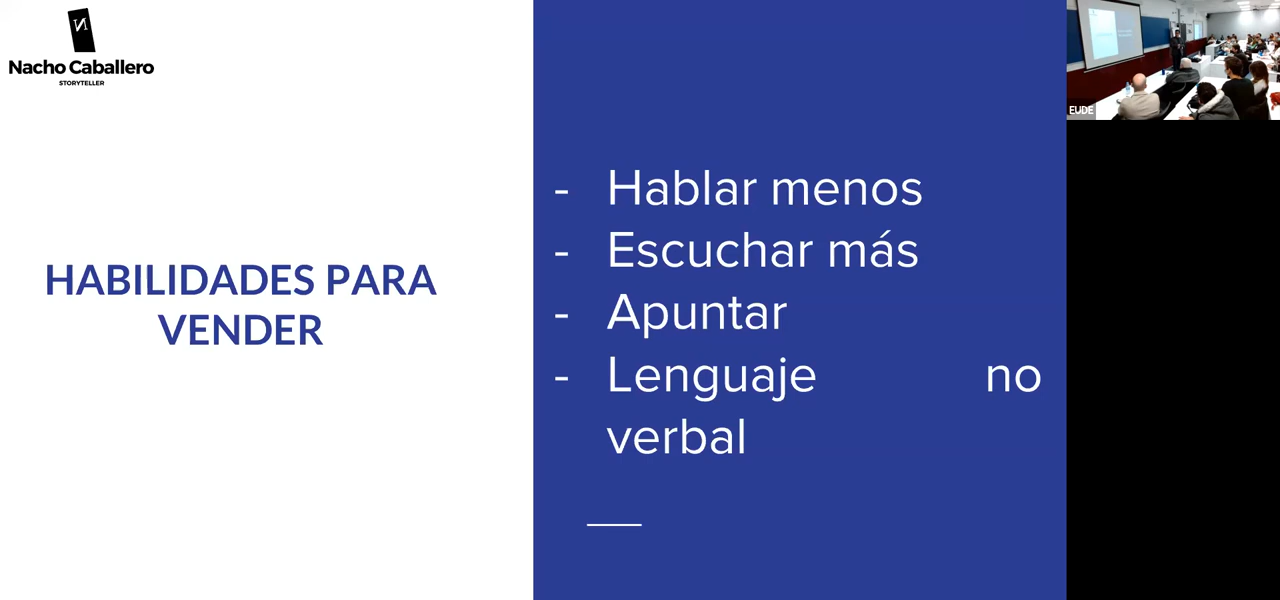 Nacho Caballero
STORYTELLER
HABILIDADES PARA
VENDER
- Hablar menos
- Escuchar más
- Apuntar
- Lenguaje no
verbal
EUDE